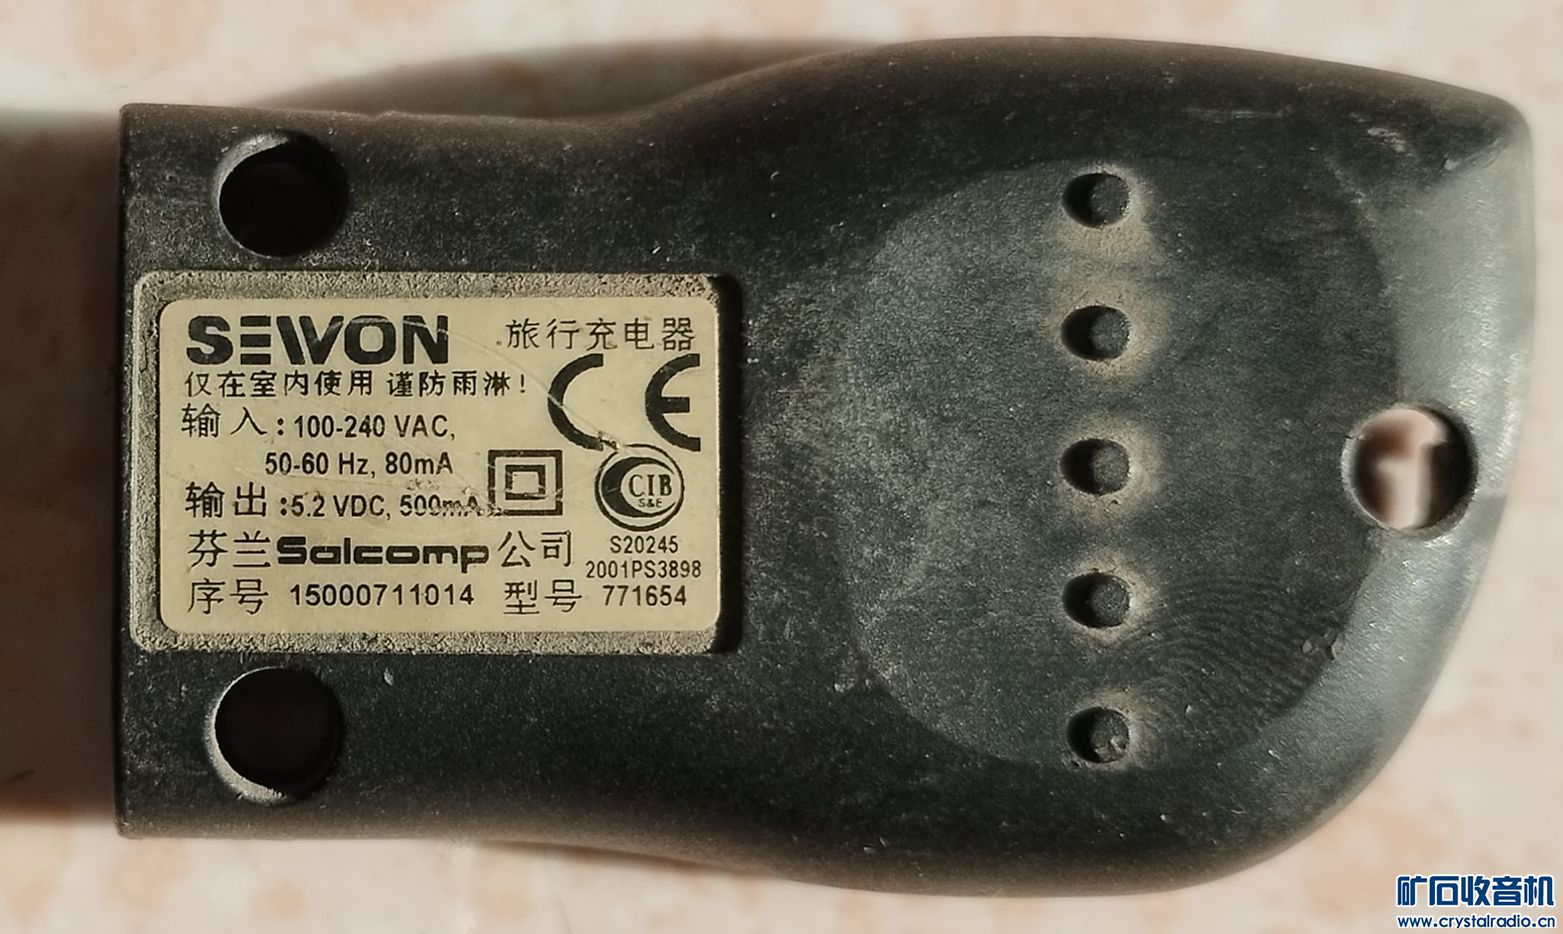 SEWON 旅行充电器
仅在室内使用 谨防雨淋!
CE
输入:100-240 VAC,
50-60 Hz, 80mA
输出:5.2 VDC, 500mA
CIB
S&E
芬兰Salcomp公司
S20245
2001PS3898
序号 15000711014 型号 771654
矿石收音机
www.crystalradio.cn